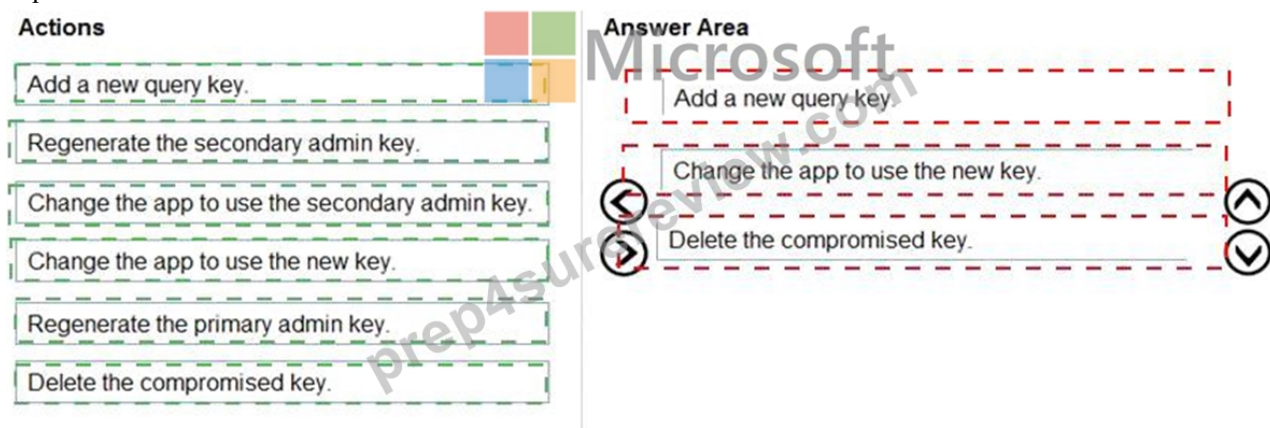 Actions
Add a new query key.
Regenerate the secondary admin key.
Change the app to use the secondary admin key.
Change the app to use the new key.
Regenerate the primary admin key.
Delete the compromised key.
Answer Area
Microsoft
Add a new query key.
Change the app to use the new key.
Delete the compromised key.
prep4surereview.com